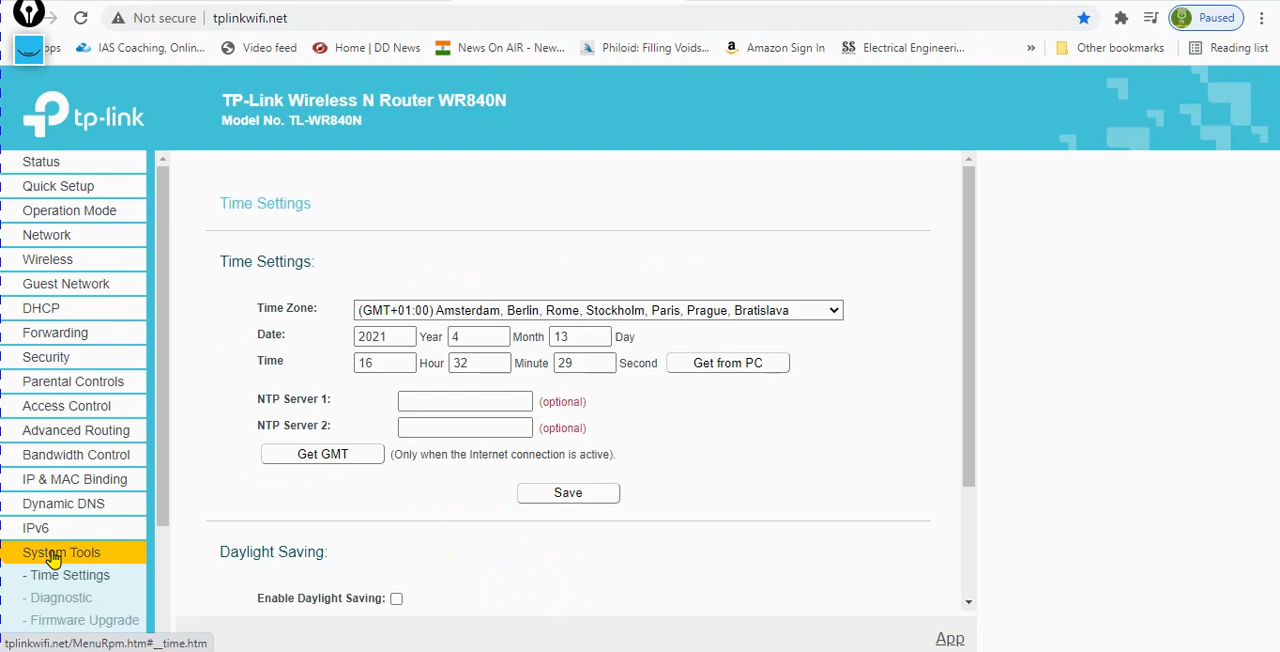 Not secure tplinkwifi.net Paused
ps IAS Coaching, Onlin... Video feed Home | DD News News On AIR - New... Philoid: Filling Voids... Amazon Sign In Electrical Engineeri... » Other bookmarks Reading list
tp-link
TP-Link Wireless N Router WR840N
Model No. TL-WR840N
Status
Quick Setup
Operation Mode
Network
Wireless
Guest Network
DHCP
Forwarding
Security
Parental Controls
Access Control
Advanced Routing
Bandwidth Control
IP & MAC Binding
Dynamic DNS
IPv6
System Tools
- Time Settings
- Diagnostic
- Firmware Upgrade
tplinkwifi.net/MenuRpm.htm#__time.htm
Time Settings
Time Settings:
Time Zone: (GMT+01:00) Amsterdam, Berlin, Rome, Stockholm, Paris, Prague, Bratislava
Date: 2021 Year 4 Month 13 Day
Time 16 Hour 32 Minute 29 Second Get from PC
NTP Server 1: (optional)
NTP Server 2: (optional)
Get GMT (Only when the Internet connection is active).
Save
Daylight Saving:
Enable Daylight Saving:
App